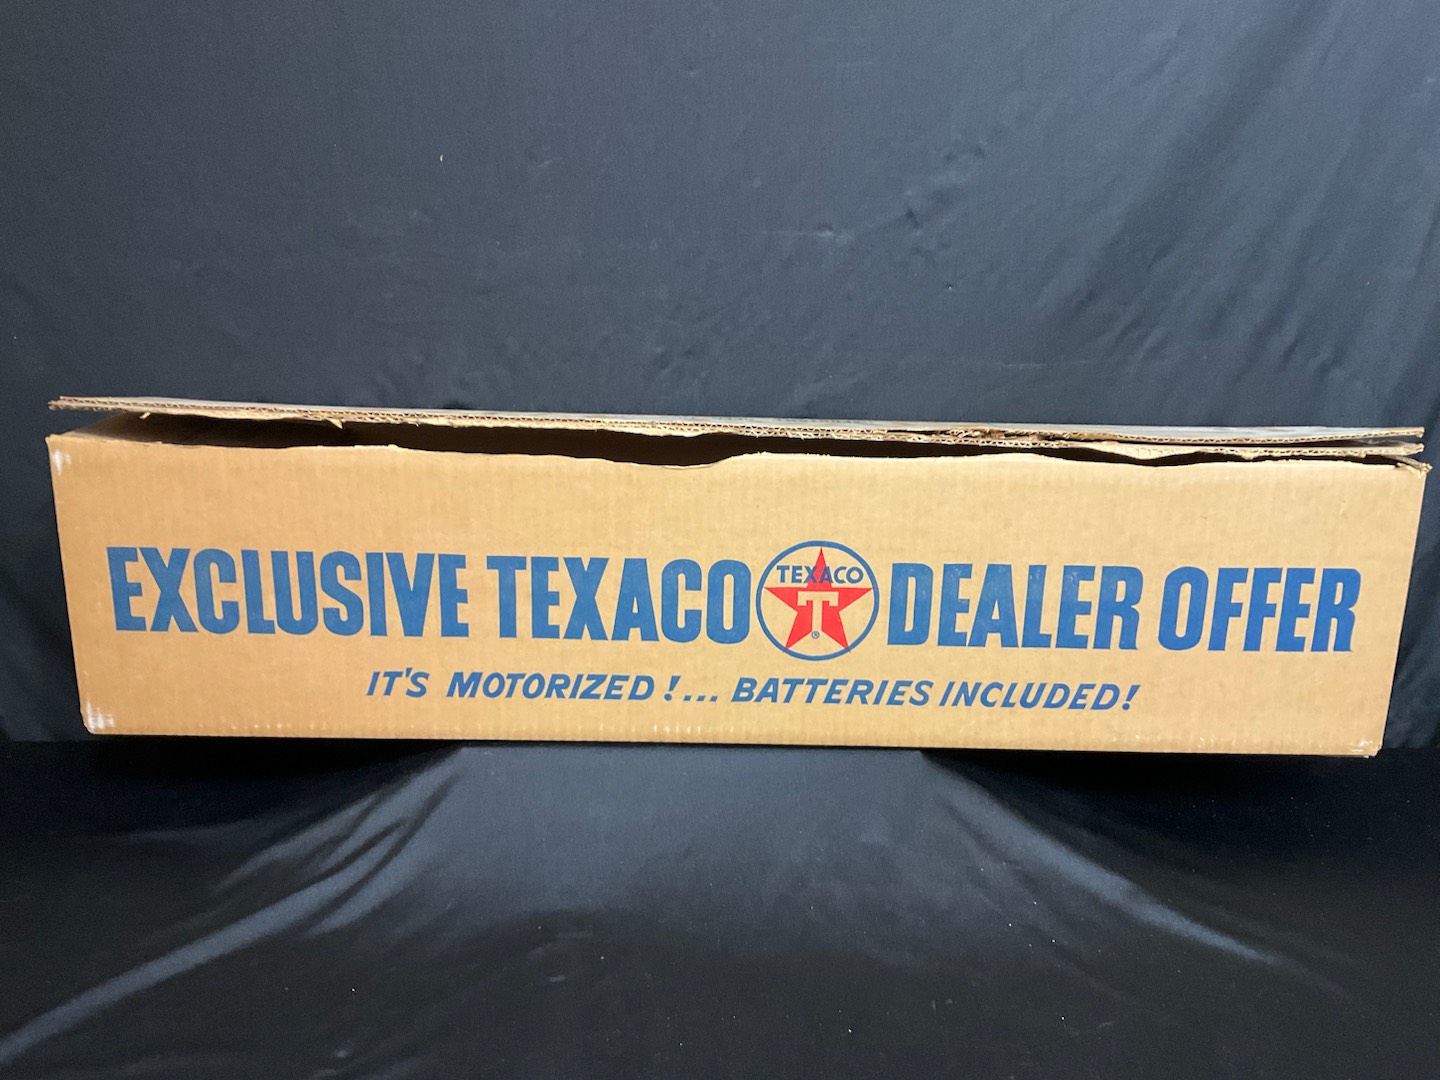 EXCLUSIVE TEXACO TEXACO T ® DEALER OFFER
IT'S MOTORIZED!... BATTERIES INCLUDED!